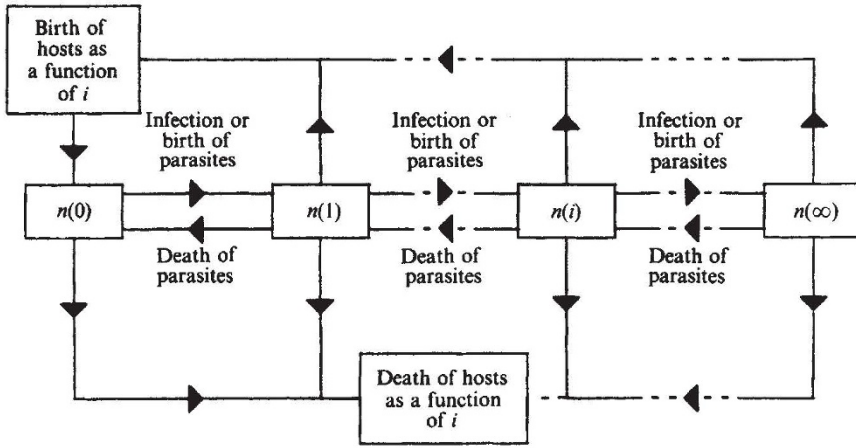 Birth of
hosts as
a function
of i
Infection or
birth of
parasites
Infection or
birth of
parasites
Infection or
birth of
parasites
n(0)
n(1)
n(i)
n(∞)
Death of
parasites
Death of
parasites
Death of
parasites
Death of hosts
as a function
of i